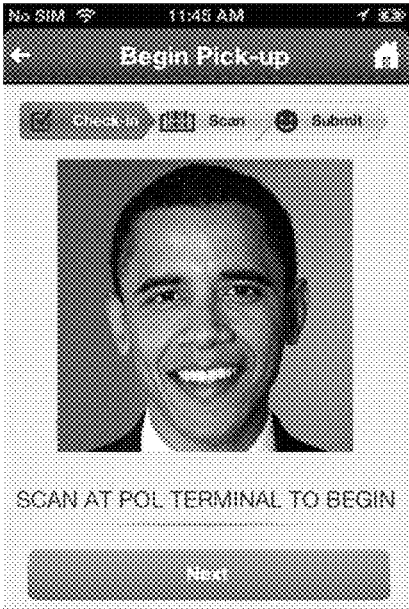 No SIM 11:45 AM
Begin Pick-up
Check-in Scan Submit
SCAN AT POL TERMINAL TO BEGIN
Next